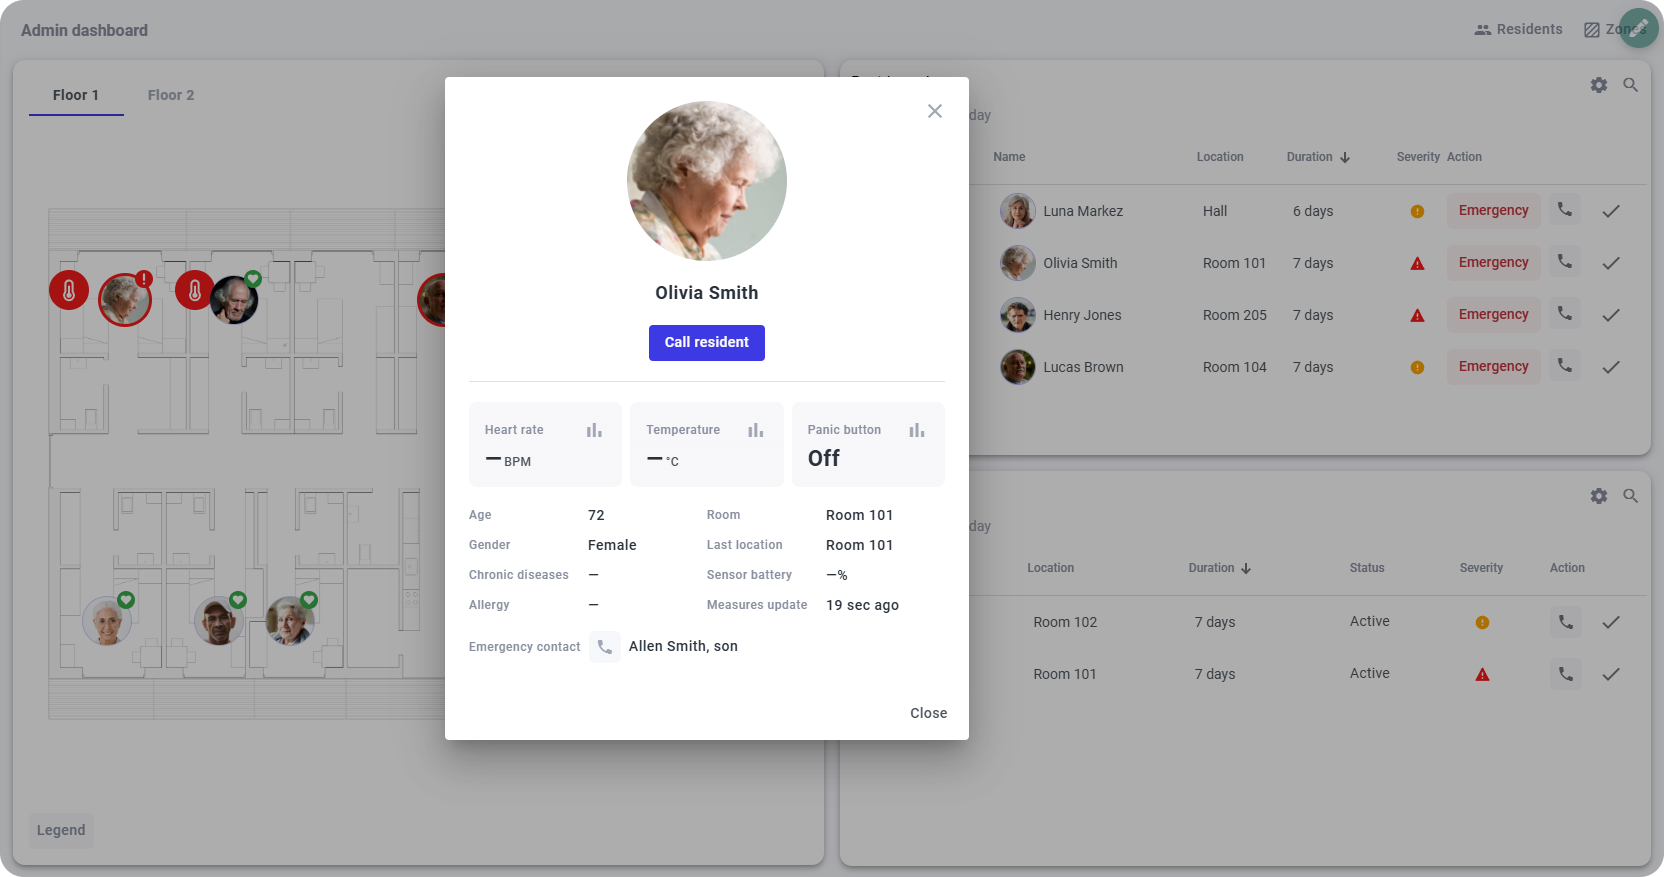 Admin dashboard
Residents
Floor 1
Floor 2
day
Name
Location
Duration
Severity
Action
Luna Markez
Hall
6 days
Emergency
Olivia Smith
Room 101
7 days
Emergency
Henry Jones
Room 205
7 days
Emergency
Lucas Brown
Room 104
7 days
Emergency
Olivia Smith
Call resident
Heart rate
— BPM
Temperature
— °C
Panic button
Off
Age
72
Room
Room 101
Gender
Female
Last location
Room 101
Chronic diseases
—
Sensor battery
—%
Allergy
—
Measures update
19 sec ago
Emergency contact
Allen Smith, son
Close
day
Location
Duration
Status
Severity
Action
Room 102
7 days
Active
Room 101
7 days
Active
Legend